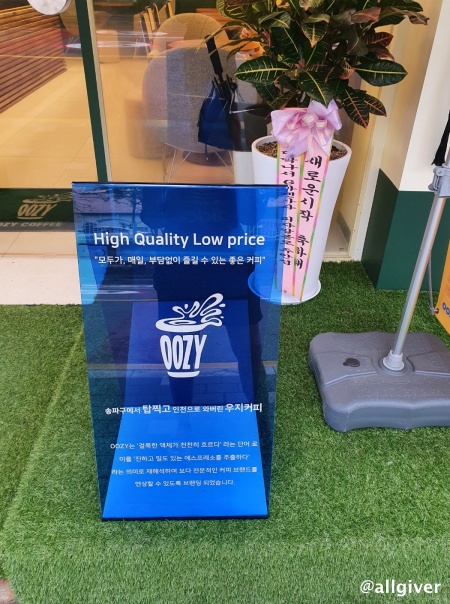 OOZY
OOZY COFFEE
새로운시작 축하해
High Quality Low price
"모두가, 매일, 부담없이 즐길 수 있는 좋은 커피"
OOZY
송파구에서 탑찍고 인천으로 와버린 우지커피
OOZY는 '걸쭉한 액체가 천천히 흐르다' 라는 단어 로
이를 '진하고 밀도 있는 에스프레소를 추출하다'
라는 의미로 재해석하여 보다 전문적인 커피 브랜드를
연상할 수 있도록 브랜딩 되었습니다.
@allgiver